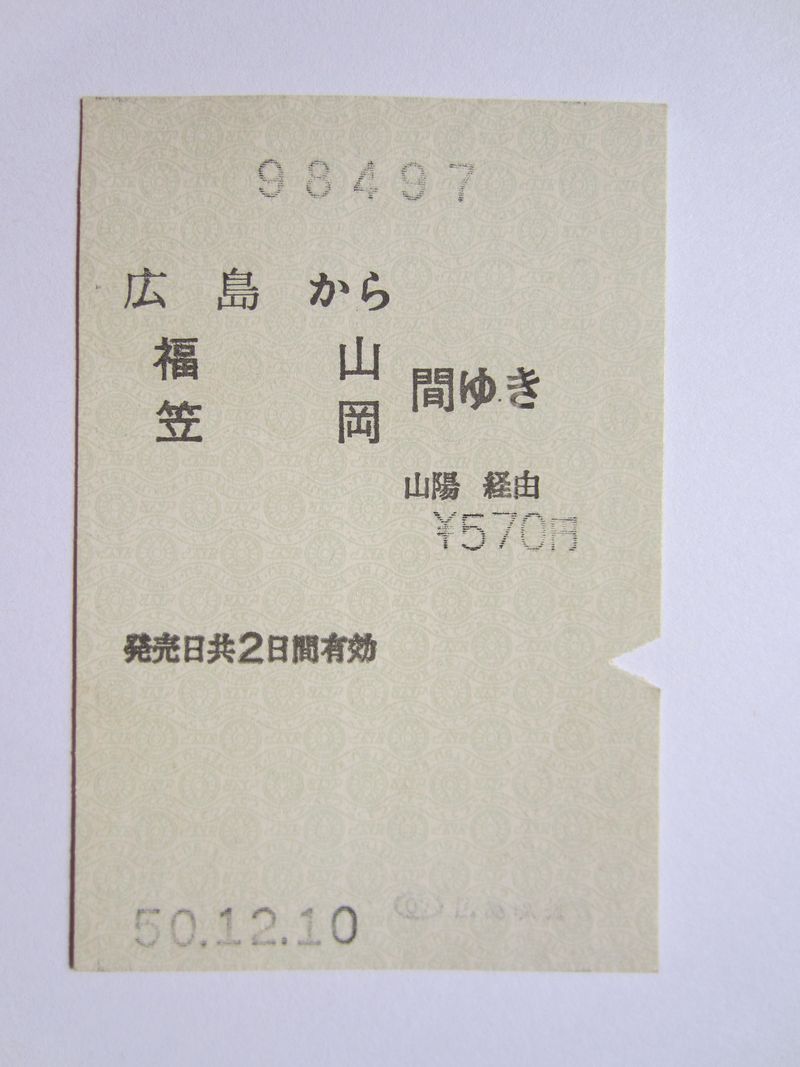 98497
広島から
福山
笠岡
間ゆき
山陽 経由
¥570円
発売日共2日間有効
50.12.10